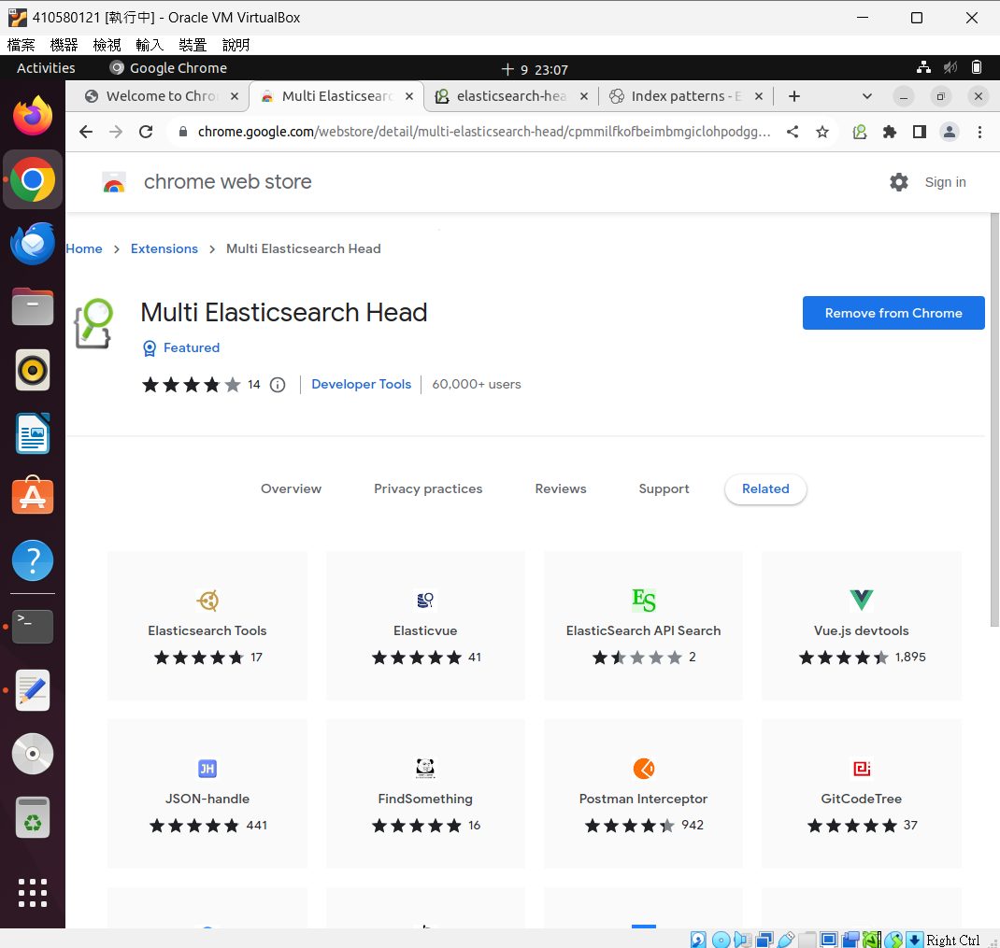 410580121 [執行中] - Oracle VM VirtualBox
檔案 機器 檢視 輸入 裝置 說明
Activities Google Chrome 十 9 23:07
Welcome to Chro Multi Elasticsearc elasticsearch-hea Index patterns - E
chrome.google.com/webstore/detail/multi-elasticsearch-head/cpmmilfkofbeimbmgiclohpodgg...
chrome web store Sign in
Home Extensions Multi Elasticsearch Head
Multi Elasticsearch Head Remove from Chrome
Featured
14 Developer Tools 60,000+ users
Overview Privacy practices Reviews Support Related
ES
Elasticsearch Tools Elasticvue ElasticSearch API Search Vue.js devtools
17 41 2 1,895
JH
JSON-handle FindSomething Postman Interceptor GitCodeTree
441 16 942 37
Right Ctrl